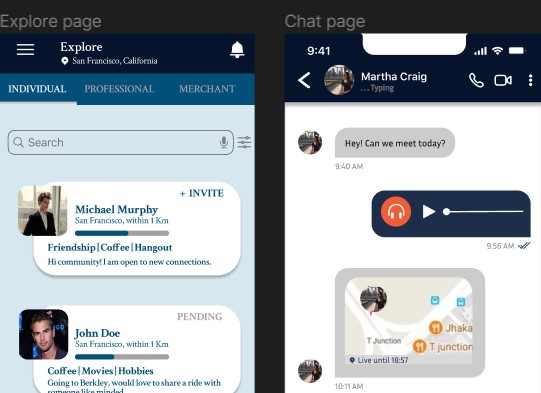 Explore page
Explore
San Francisco, California
INDIVIDUAL PROFESSIONAL MERCHANT
Search
+ INVITE
Michael Murphy
San Francisco, within 1 Km
Friendship|Coffee|Hangout
Hi community! I am open to new connections.
PENDING
John Doe
San Francisco, within 1 Km
Coffee|Movies|Hobbies
Going to Berkley, would love to share a ride with
someone like minded
Chat page
9:41
Martha Craig
...Typing
Hey! Can we meet today?
9:40 AM
9:56 AM
Jhaka
T Junction
T junction
Live until 18:57
10:11 AM